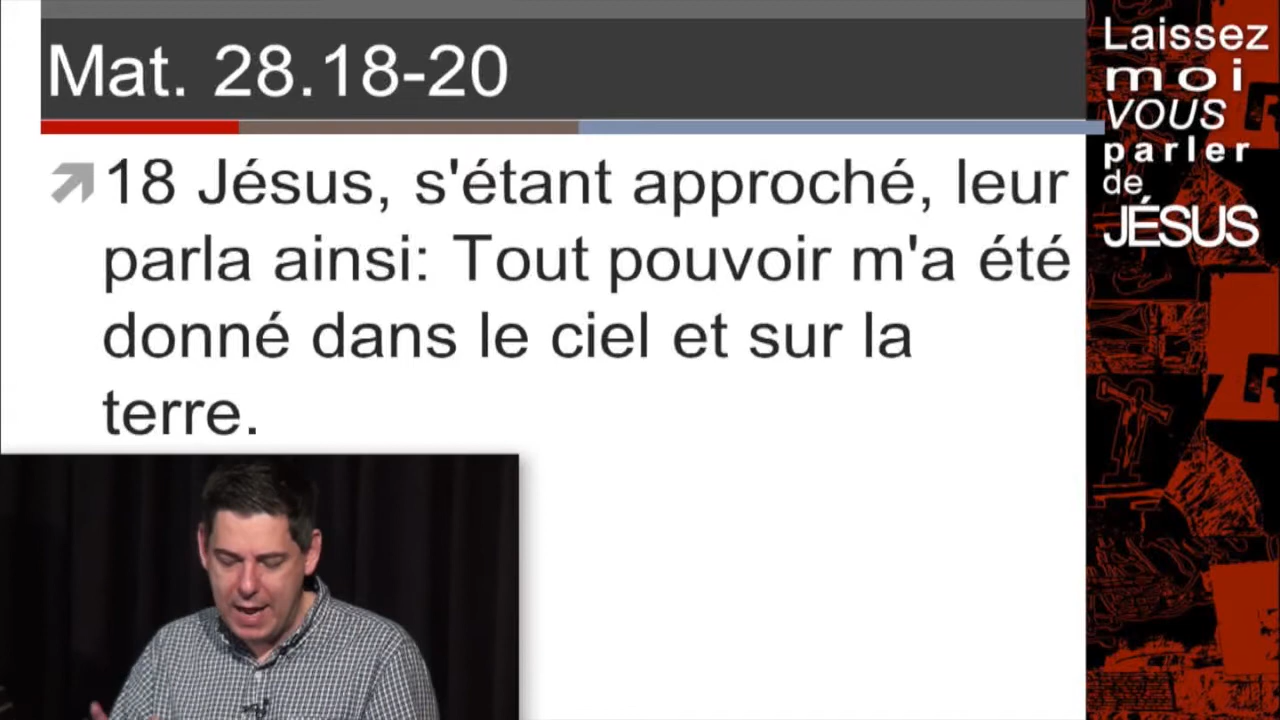 Mat. 28.18-20
18 Jésus, s'étant approché, leur
parla ainsi: Tout pouvoir m'a été
donné dans le ciel et sur la
terre.
Laissez
moi
VOUS
parler
de
JÉSUS